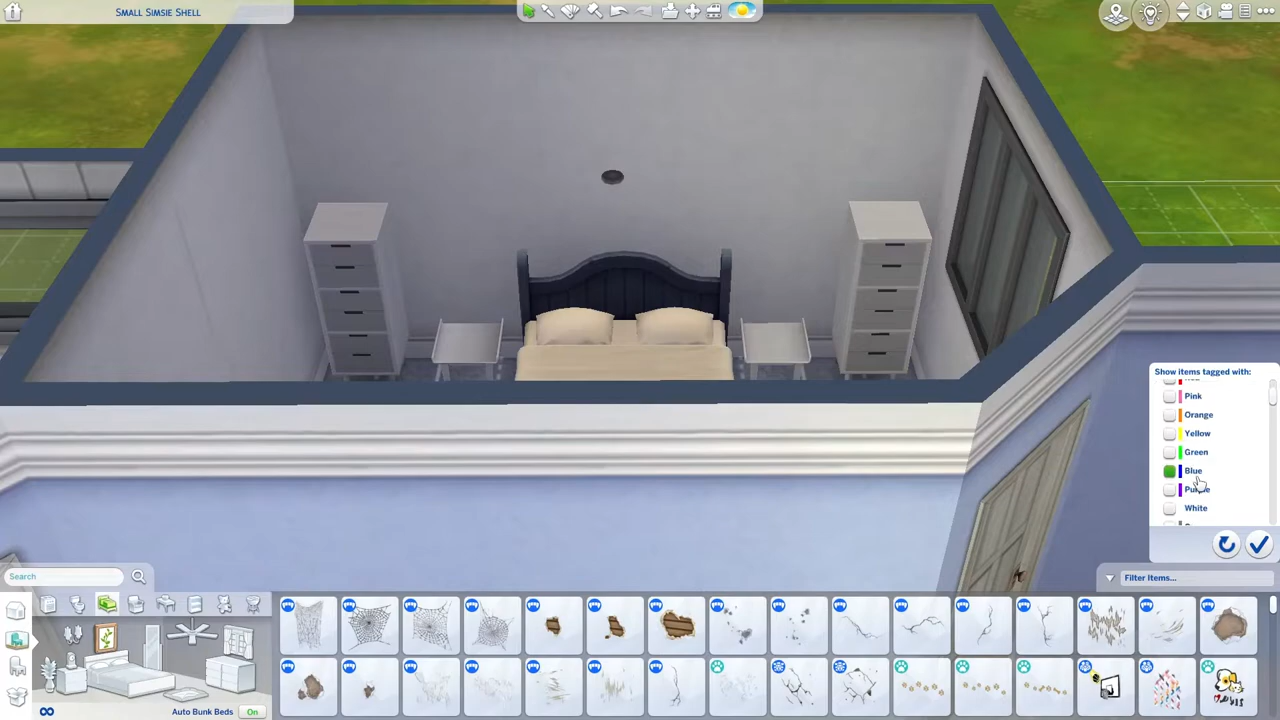 SMALL SIMSIE SHELL
Show items tagged with:
Pink
Orange
Yellow
Green
Blue
White
Filter Items...
Search
Auto Bunk Beds On